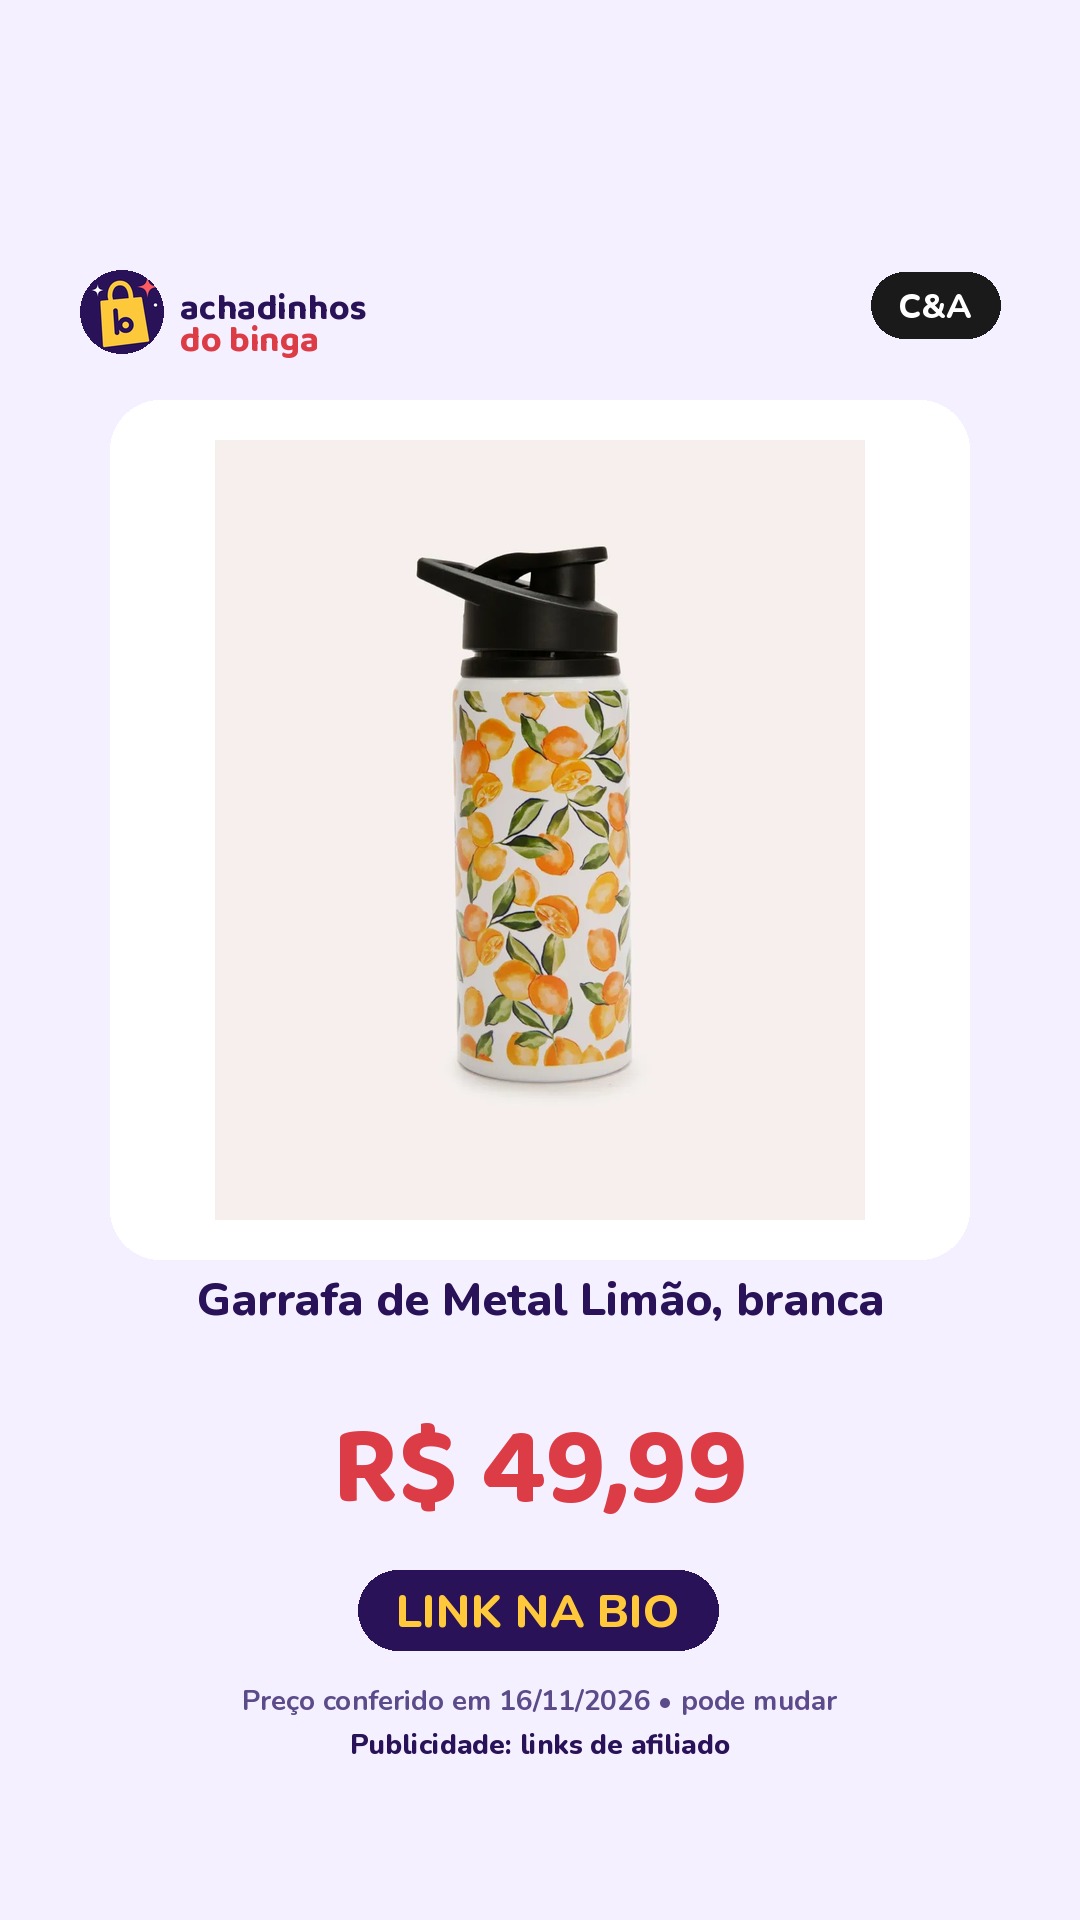 achadinhos
do binga
C&A
Garrafa de Metal Limão, branca
R$ 49,99
LINK NA BIO
Preço conferido em 16/11/2026 • pode mudar
Publicidade: links de afiliado